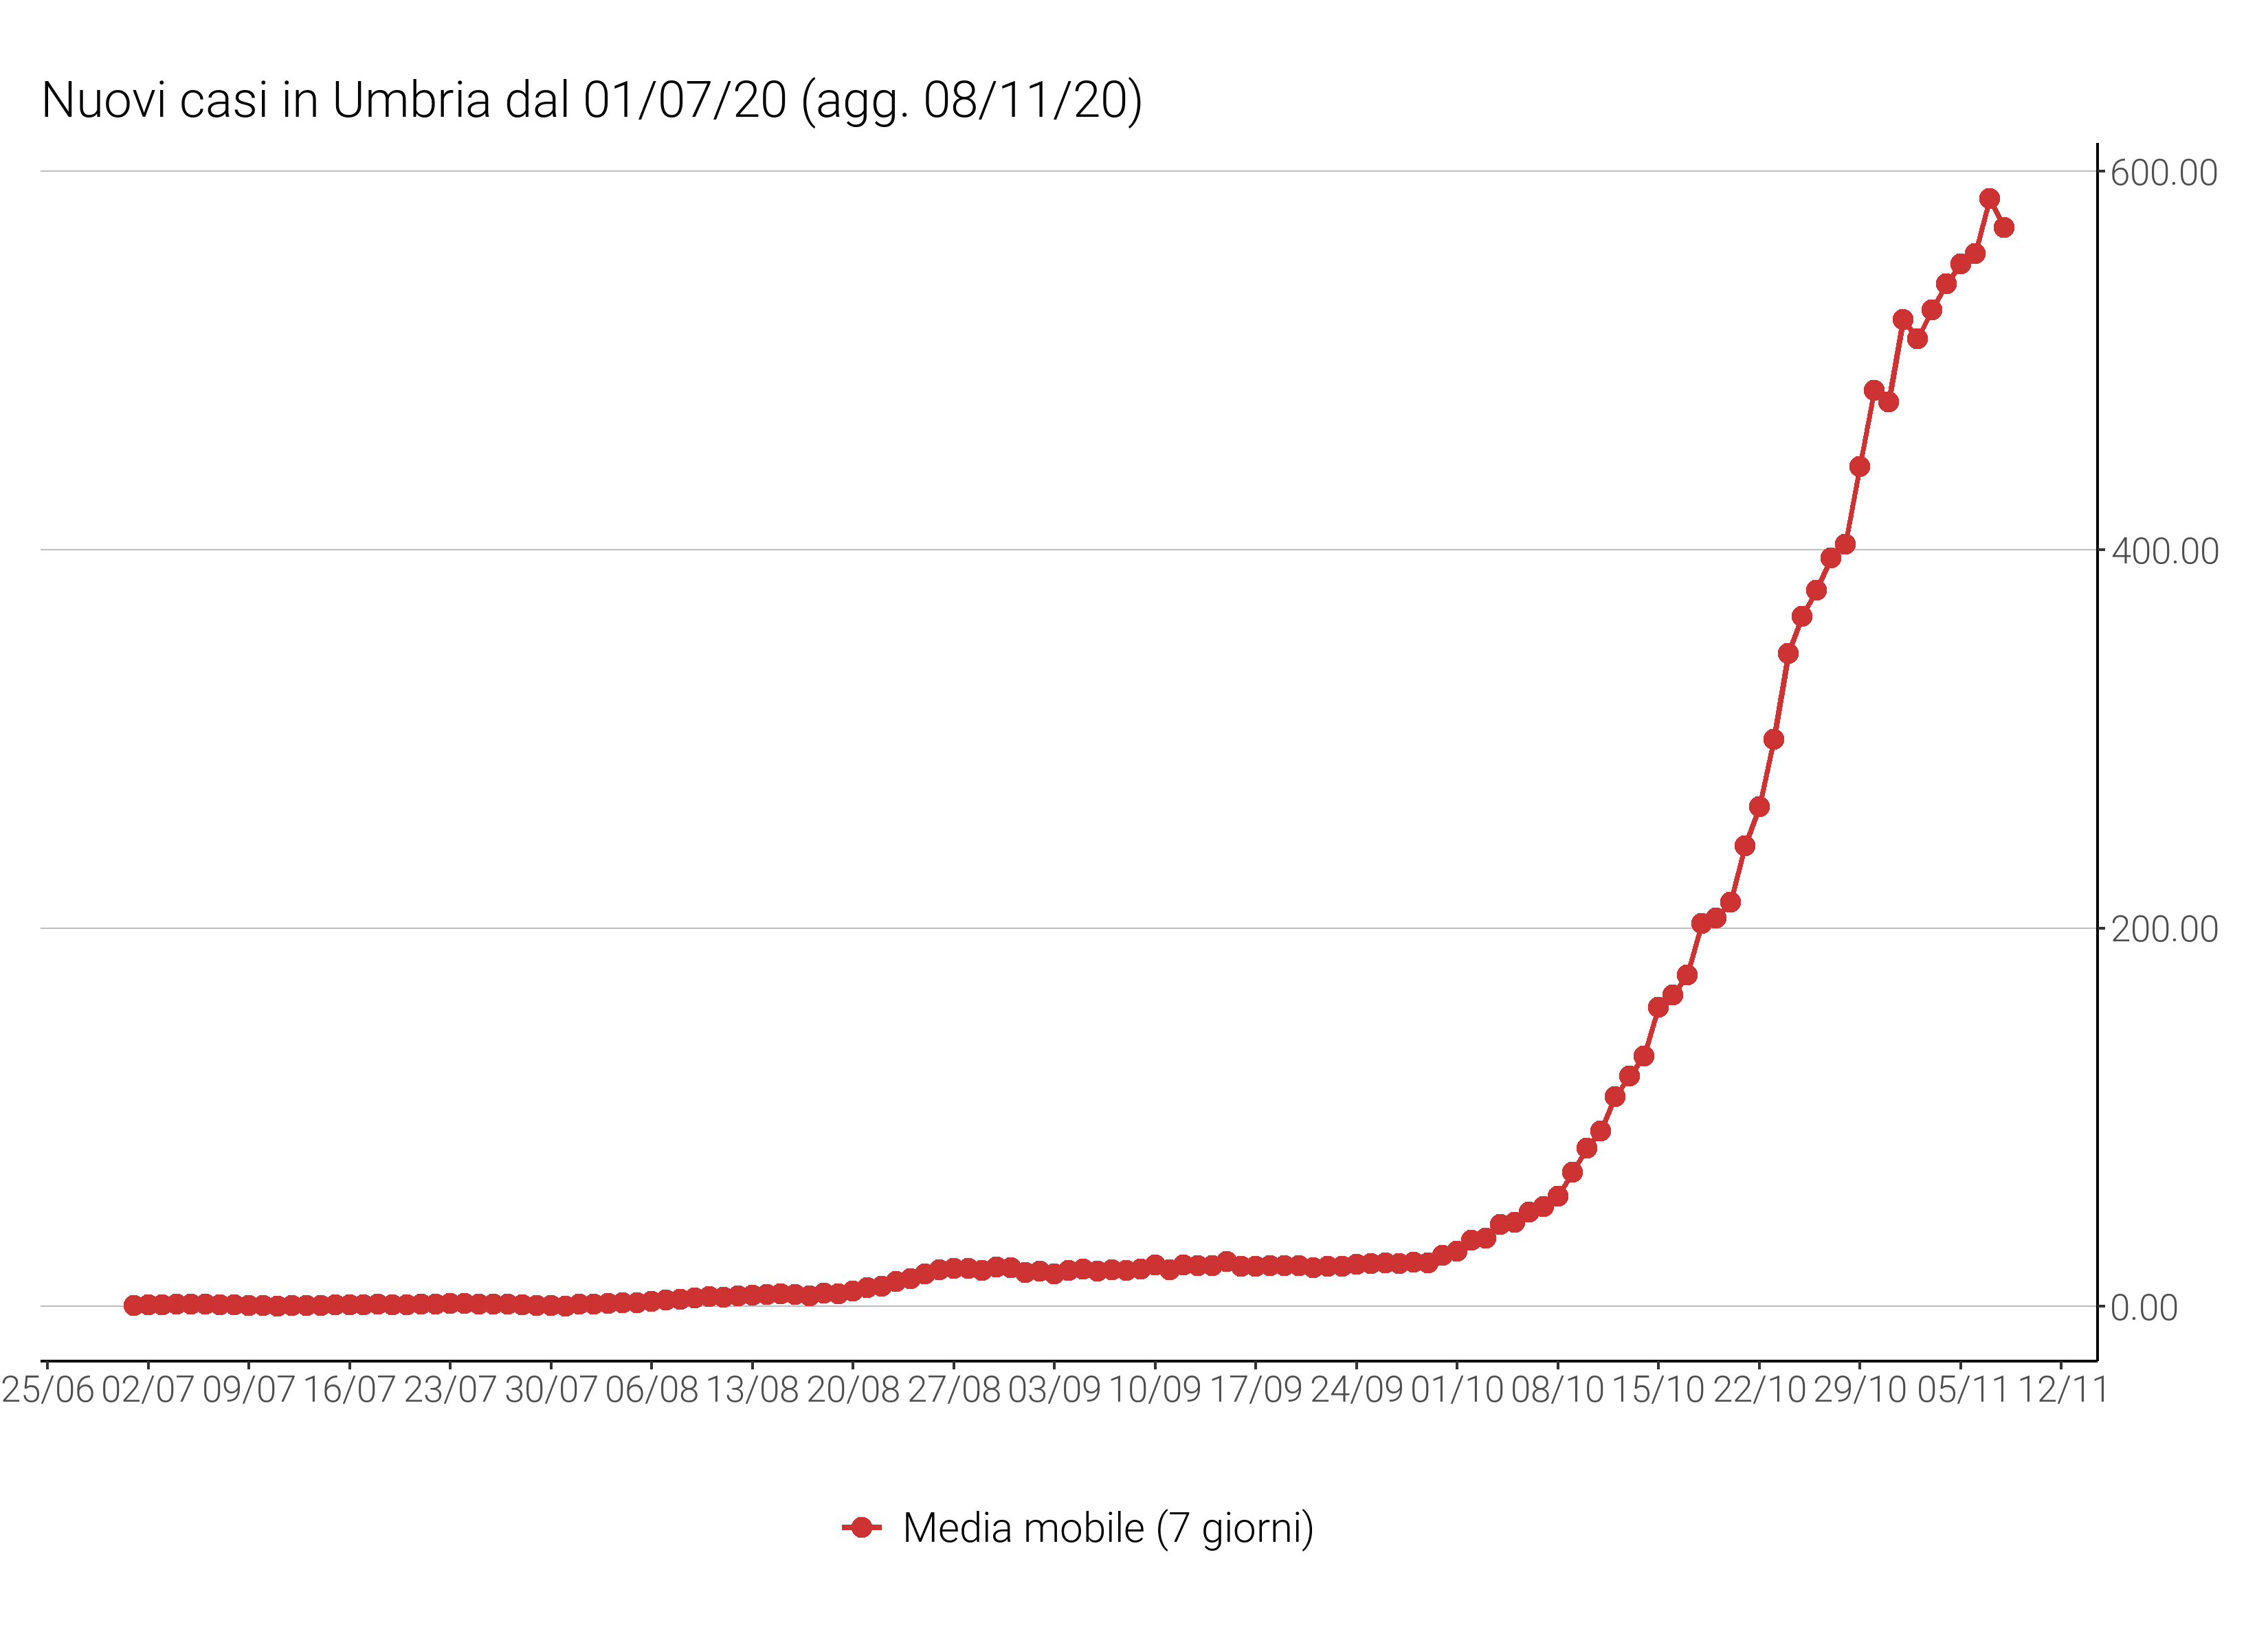 Nuovi casi in Umbria dal 01/07/20 (agg. 08/11/20)
600.00
400.00
200.00
0.00
25/06 02/07 09/07 16/07 23/07 30/07 06/08 13/08 20/08 27/08 03/09 10/09 17/09 24/09 01/10 08/10 15/10 22/10 29/10 05/11 12/11
Media mobile (7 giorni)